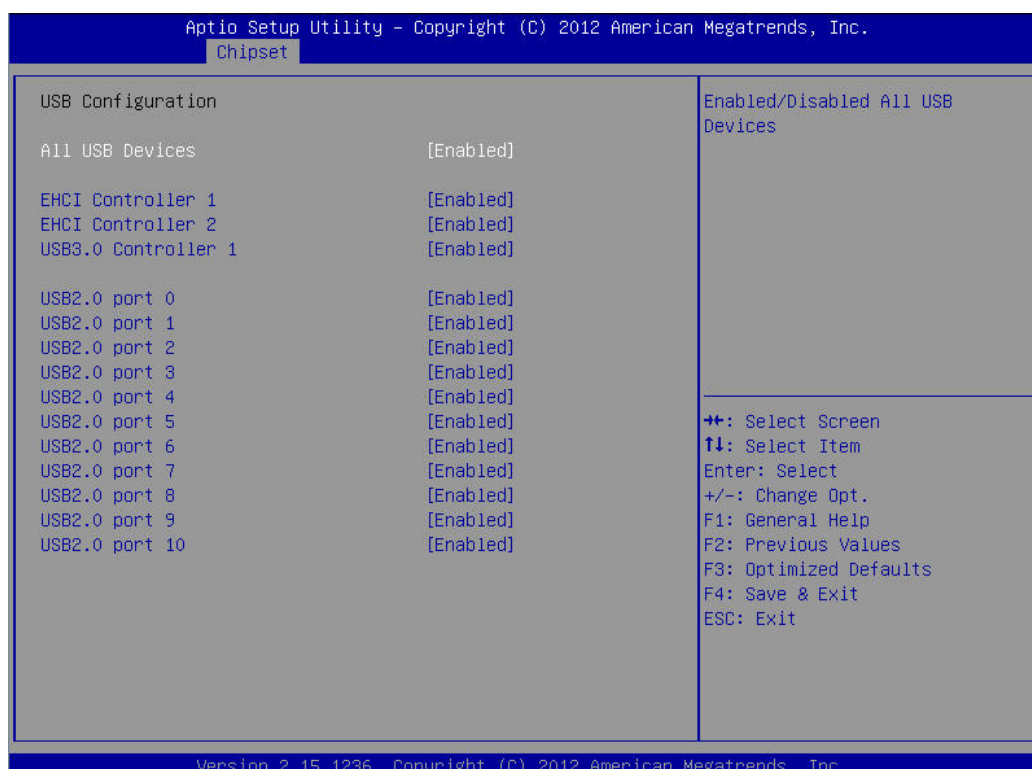 Aptio Setup Utility – Copyright (C) 2012 American Megatrends, Inc.
Chipset
USB Configuration
All USB Devices [Enabled]
EHCI Controller 1 [Enabled]
EHCI Controller 2 [Enabled]
USB3.0 Controller 1 [Enabled]
USB2.0 port 0 [Enabled]
USB2.0 port 1 [Enabled]
USB2.0 port 2 [Enabled]
USB2.0 port 3 [Enabled]
USB2.0 port 4 [Enabled]
USB2.0 port 5 [Enabled]
USB2.0 port 6 [Enabled]
USB2.0 port 7 [Enabled]
USB2.0 port 8 [Enabled]
USB2.0 port 9 [Enabled]
USB2.0 port 10 [Enabled]
Enabled/Disabled All USB
Devices
→←: Select Screen
↑↓: Select Item
Enter: Select
+/-: Change Opt.
F1: General Help
F2: Previous Values
F3: Optimized Defaults
F4: Save & Exit
ESC: Exit
Version 2.15.1236. Copyright (C) 2012 American Megatrends, Inc.